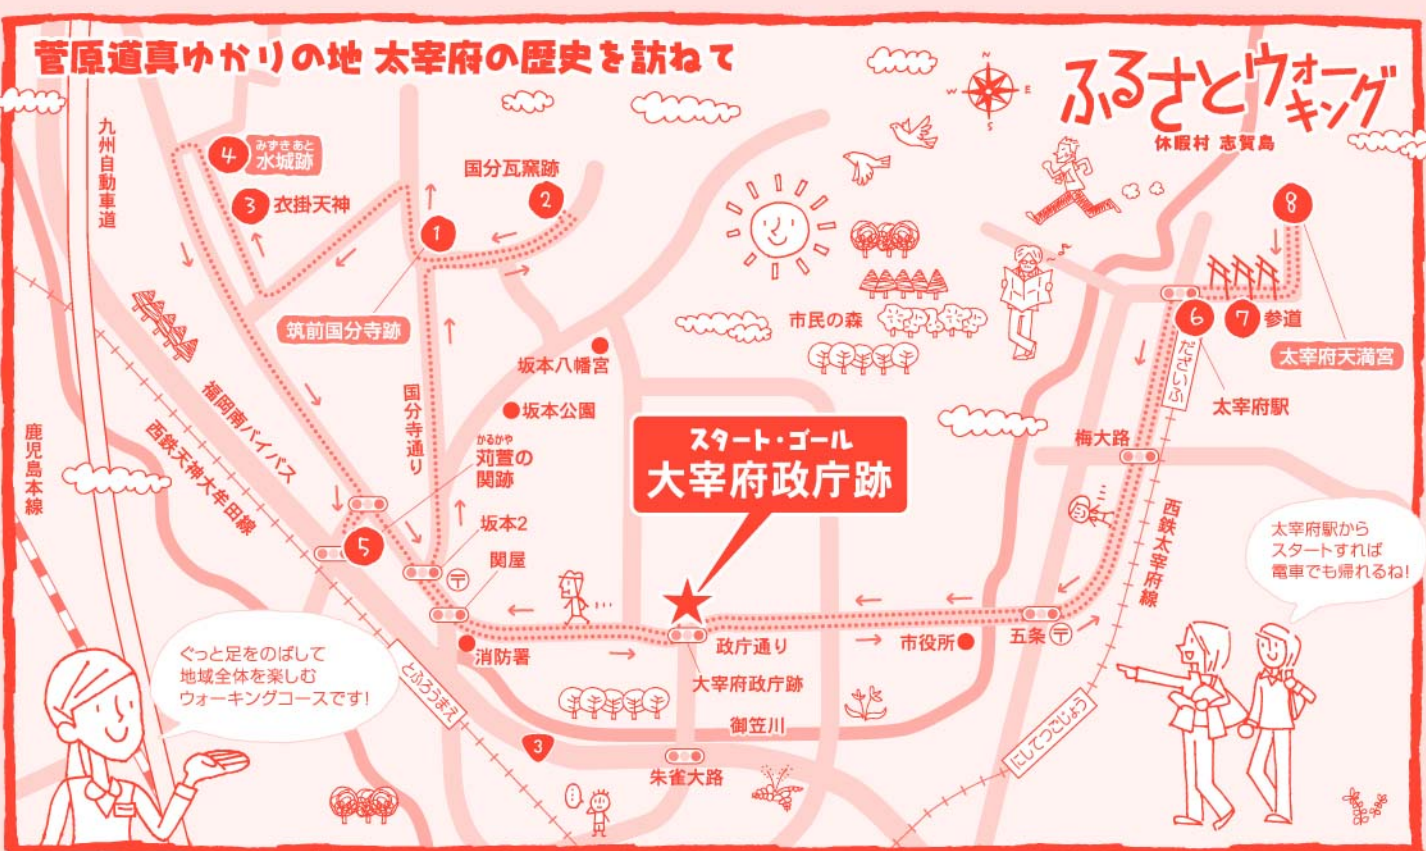 菅原道真ゆかりの地 太宰府の歴史を訪ねて
ふるさとウォーキング
休暇村 志賀島
N
W
E
S
九州自動車道
4
みずきあと
水城跡
3
衣掛天神
国分瓦窯跡
2
1
筑前国分寺跡
8
6
7
参道
太宰府天満宮
だざいふ
太宰府駅
市民の森
坂本八幡宮
坂本公園
国分寺通り
かるかや
苅萱の
関跡
福岡南バイパス
西鉄天神大牟田線
鹿児島本線
スタート・ゴール
大宰府政庁跡
梅大路
西鉄太宰府線
太宰府駅から
スタートすれば
電車でも帰れるね!
坂本2
〒
関屋
5
消防署
政庁通り
大宰府政庁跡
市役所
五条
〒
御笠川
3
朱雀大路
とふろうまえ
にしてつごじょう
ぐっと足をのばして
地域全体を楽しむ
ウォーキングコースです!